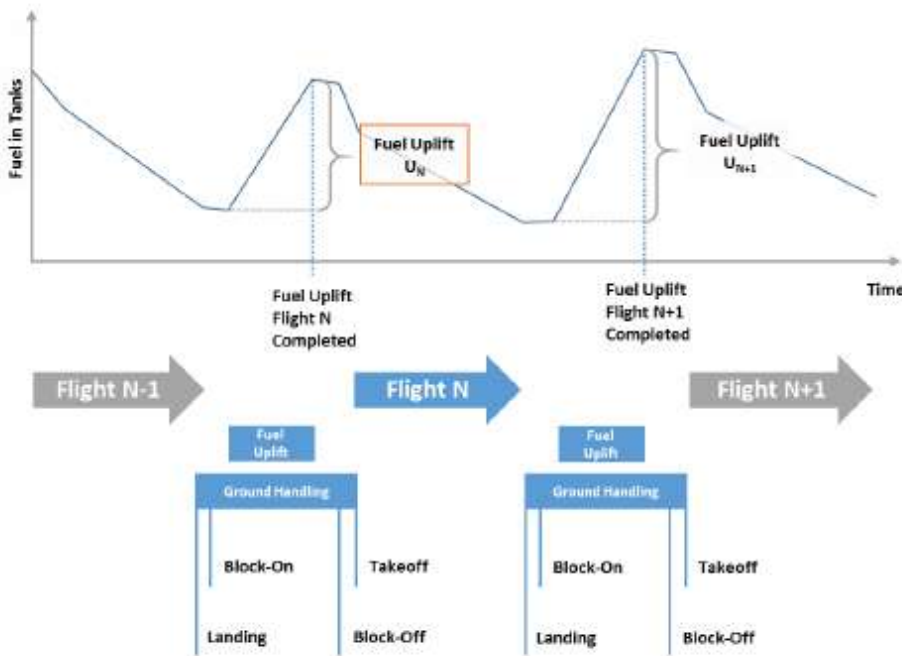 Fuel in Tanks
Fuel Uplift
U_N
Fuel Uplift
U_N+1
Time
Fuel Uplift
Flight N
Completed
Fuel Uplift
Flight N+1
Completed
Flight N-1
Flight N
Flight N+1
Fuel
Uplift
Fuel
Uplift
Ground Handling
Ground Handling
Block-On
Takeoff
Block-On
Takeoff
Landing
Block-Off
Landing
Block-Off